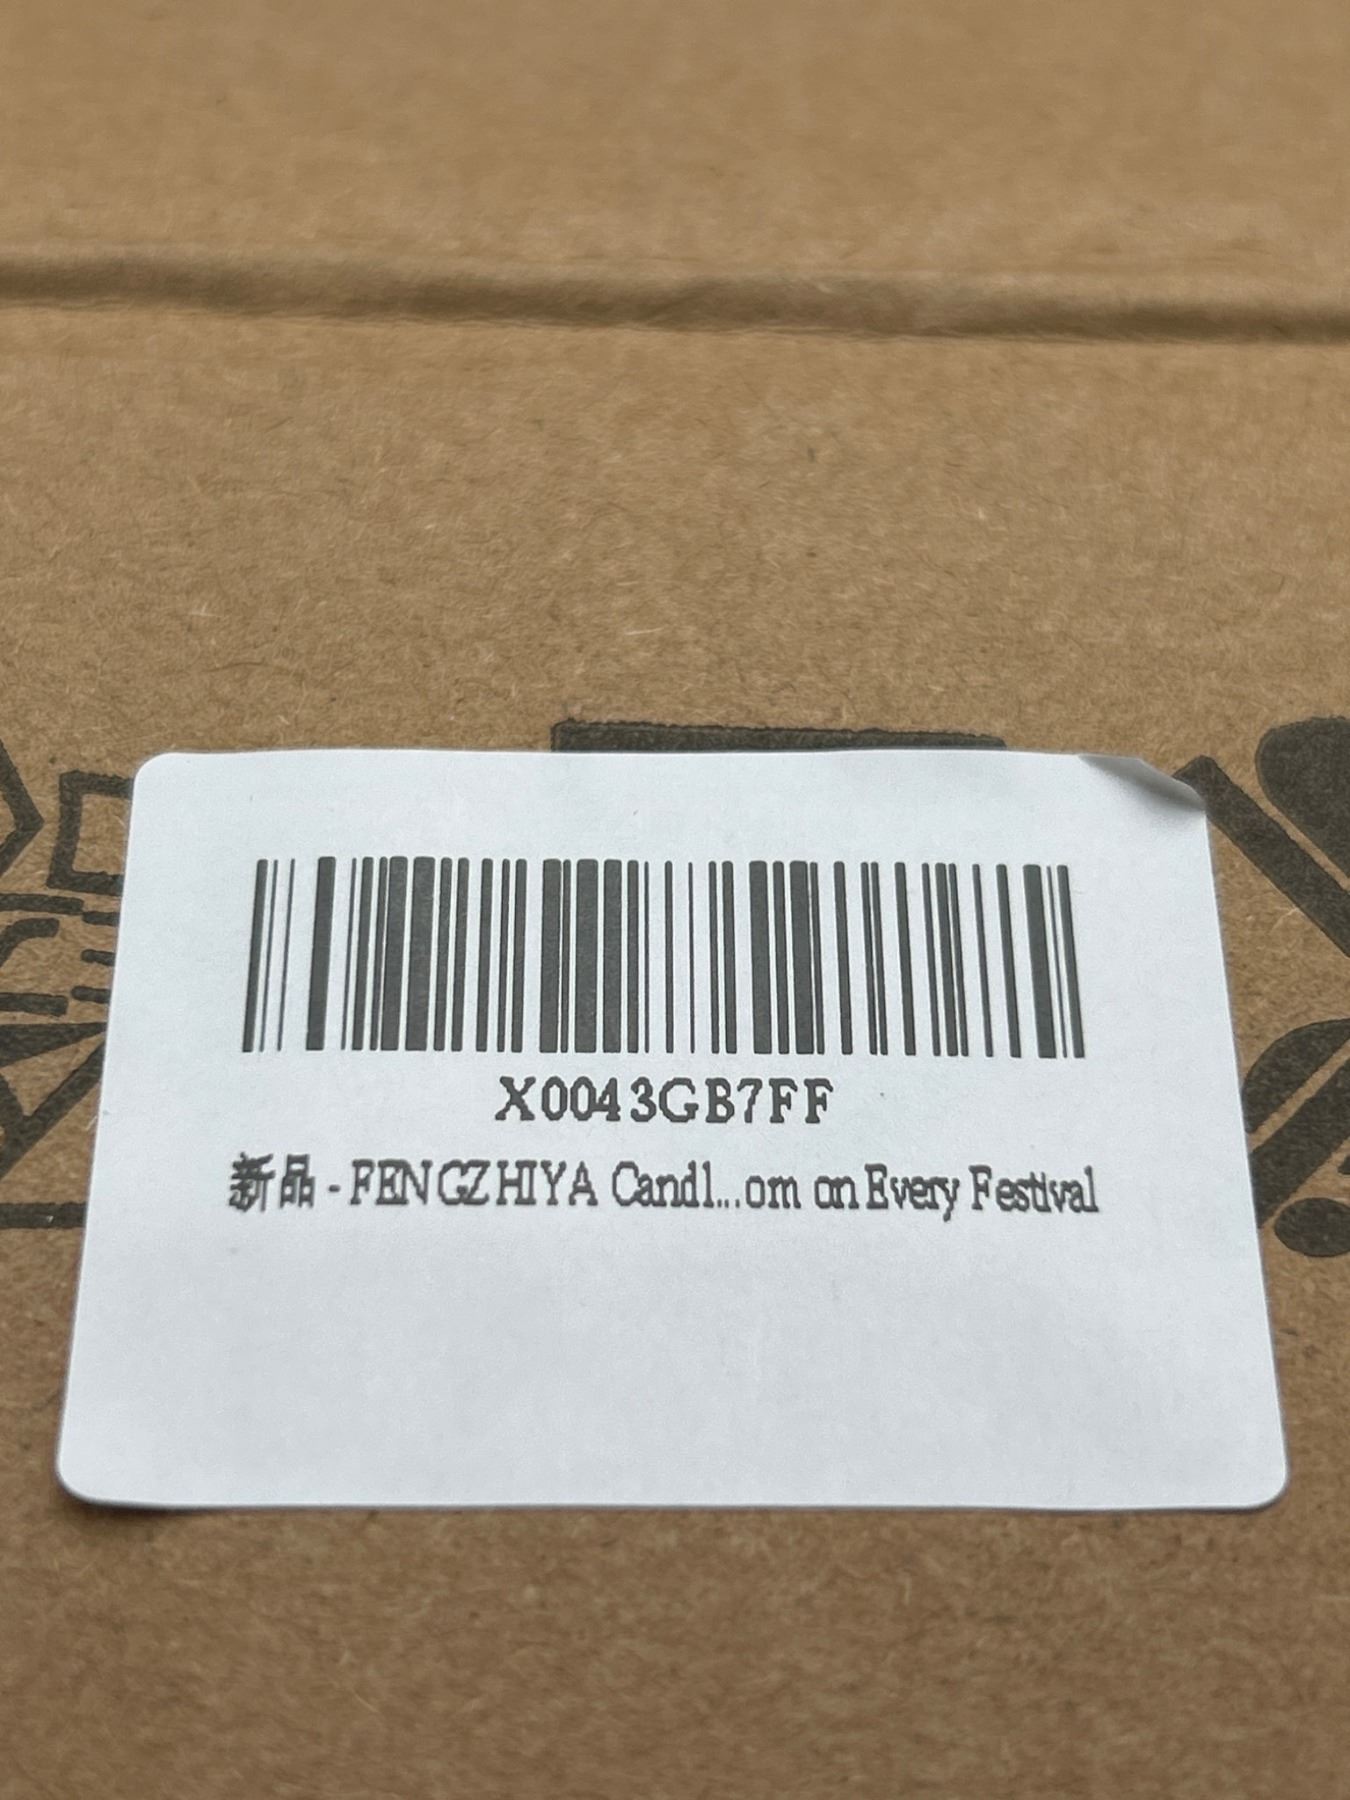 X0043GB7FF
新品 - FENGZHIYA Candl...om on Every Festival